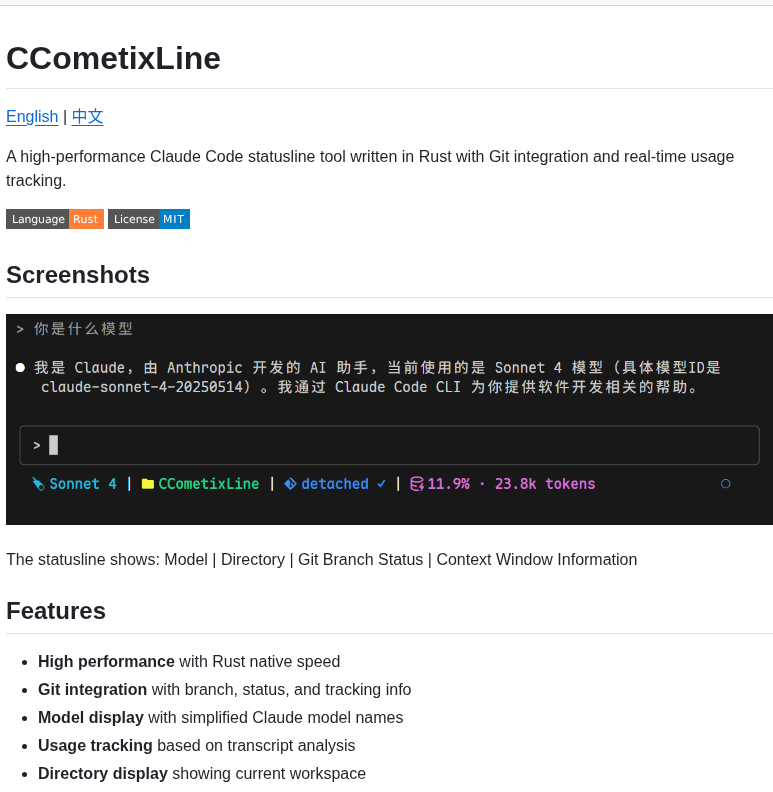 CCometixLine
English | 中文
A high-performance Claude Code statusline tool written in Rust with Git integration and real-time usage
tracking.
Language Rust License MIT
Screenshots
> 你是什么模型
● 我是 Claude，由 Anthropic 开发的 AI 助手，当前使用的是 Sonnet 4 模型（具体模型ID是
claude-sonnet-4-20250514）。我通过 Claude Code CLI 为你提供软件开发相关的帮助。
>
Sonnet 4 | CCometixLine | detached ✓ | 11.9% · 23.8k tokens
The statusline shows: Model | Directory | Git Branch Status | Context Window Information
Features
• High performance with Rust native speed
• Git integration with branch, status, and tracking info
• Model display with simplified Claude model names
• Usage tracking based on transcript analysis
• Directory display showing current workspace